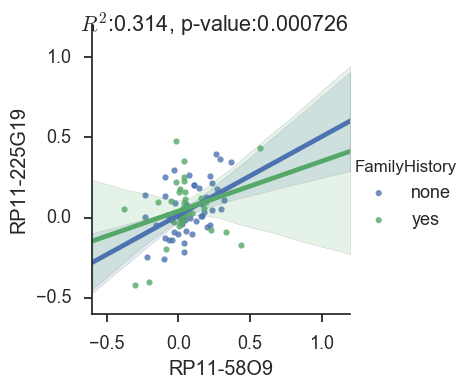 R²:0.314, p-value:0.000726
1.0
0.5
0.0
−0.5
RP11-225G19
−0.5
0.0
0.5
1.0
RP11-58O9
FamilyHistory
none
yes